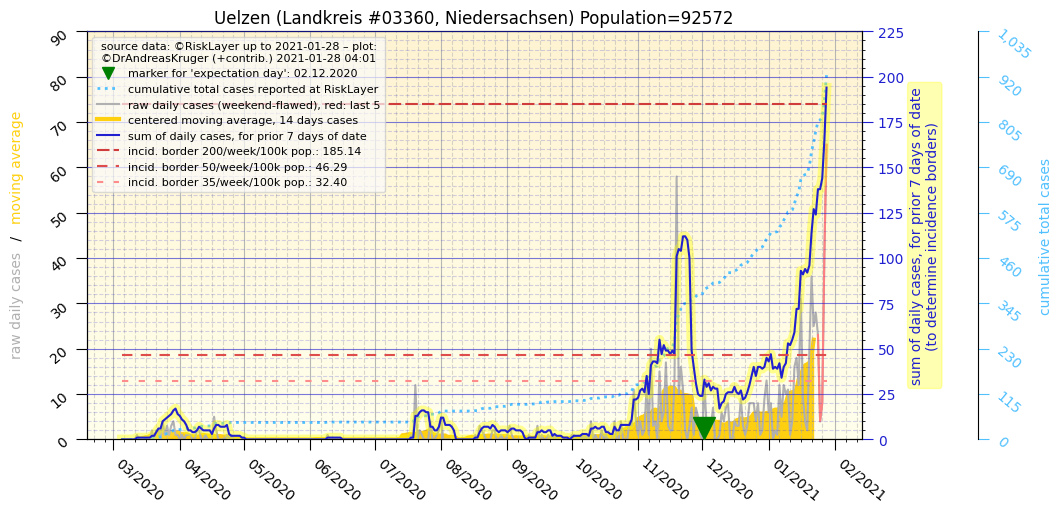 Uelzen (Landkreis #03360, Niedersachsen) Population=92572
source data: ©RiskLayer up to 2021-01-28 – plot:
©DrAndreasKruger (+contrib.) 2021-01-28 04:01
marker for 'expectation day': 02.12.2020
cumulative total cases reported at RiskLayer
raw daily cases (weekend-flawed), red: last 5
centered moving average, 14 days cases
sum of daily cases, for prior 7 days of date
incid. border 200/week/100k pop.: 185.14
incid. border 50/week/100k pop.: 46.29
incid. border 35/week/100k pop.: 32.40
raw daily cases / moving average
90
80
70
60
50
40
30
20
10
0
03/2020
04/2020
05/2020
06/2020
07/2020
08/2020
09/2020
10/2020
11/2020
12/2020
01/2021
02/2021
225
200
175
150
125
100
75
50
25
0
sum of daily cases, for prior 7 days of date
(to determine incidence borders)
1,035
920
805
690
575
460
345
230
115
0
cumulative total cases